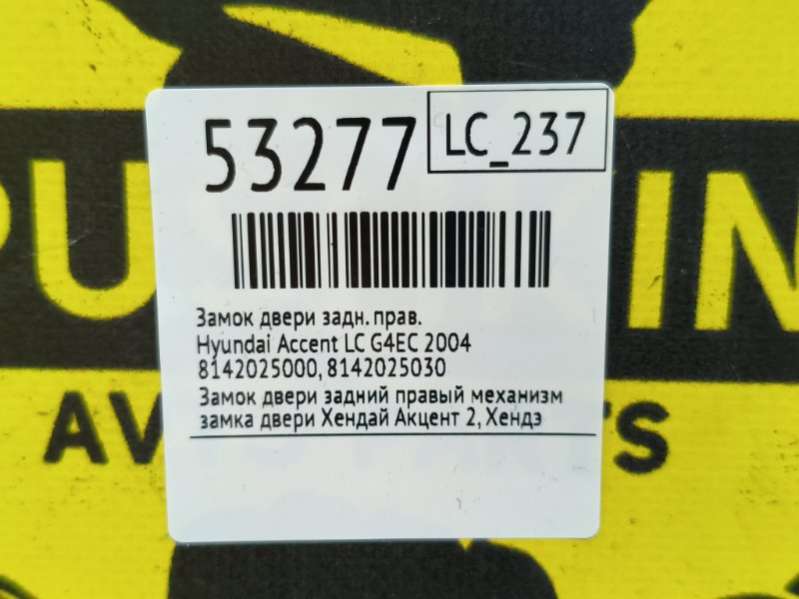 53277
LC_237
Замок двери задн. прав.
Hyundai Accent LC G4EC 2004
8142025000, 8142025030
Замок двери задний правый механизм
замка двери Хендай Акцент 2, Хендэ